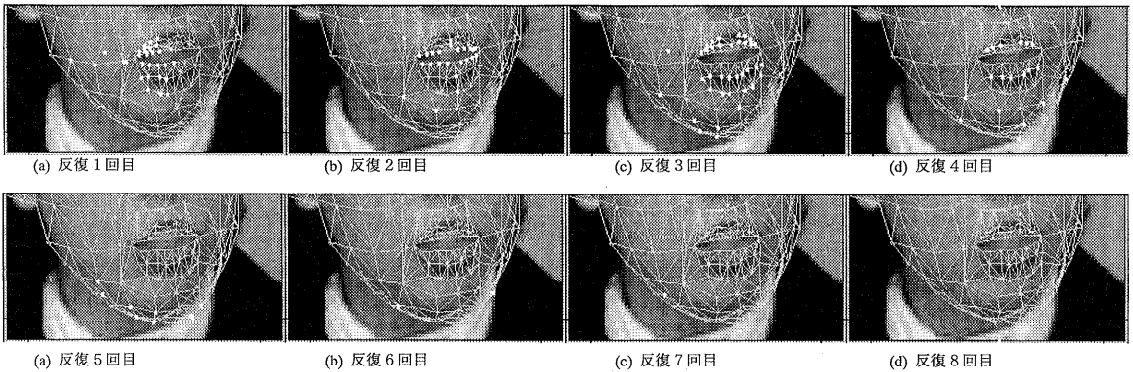 (a) 反復1回目
(b) 反復2回目
(c) 反復3回目
(d) 反復4回目
(a) 反復5回目
(b) 反復6回目
(c) 反復7回目
(d) 反復8回目